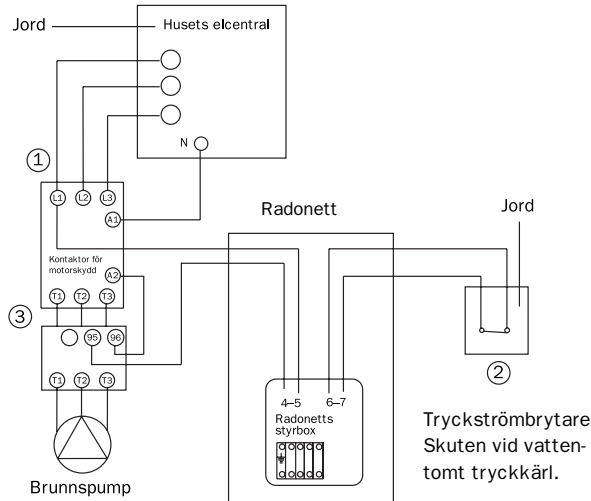 Jord
Husets elcentral
N
1
L1
L2
L3
A1
Kontaktor för
motorskydd
A2
T1
T2
T3
3
95
96
T1
T2
T3
Brunnspump
Radonett
4–5
6–7
Radonetts
styrbox
Jord
2
Tryckströmbrytare
Skuten vid vatten-
tomt tryckkärl.